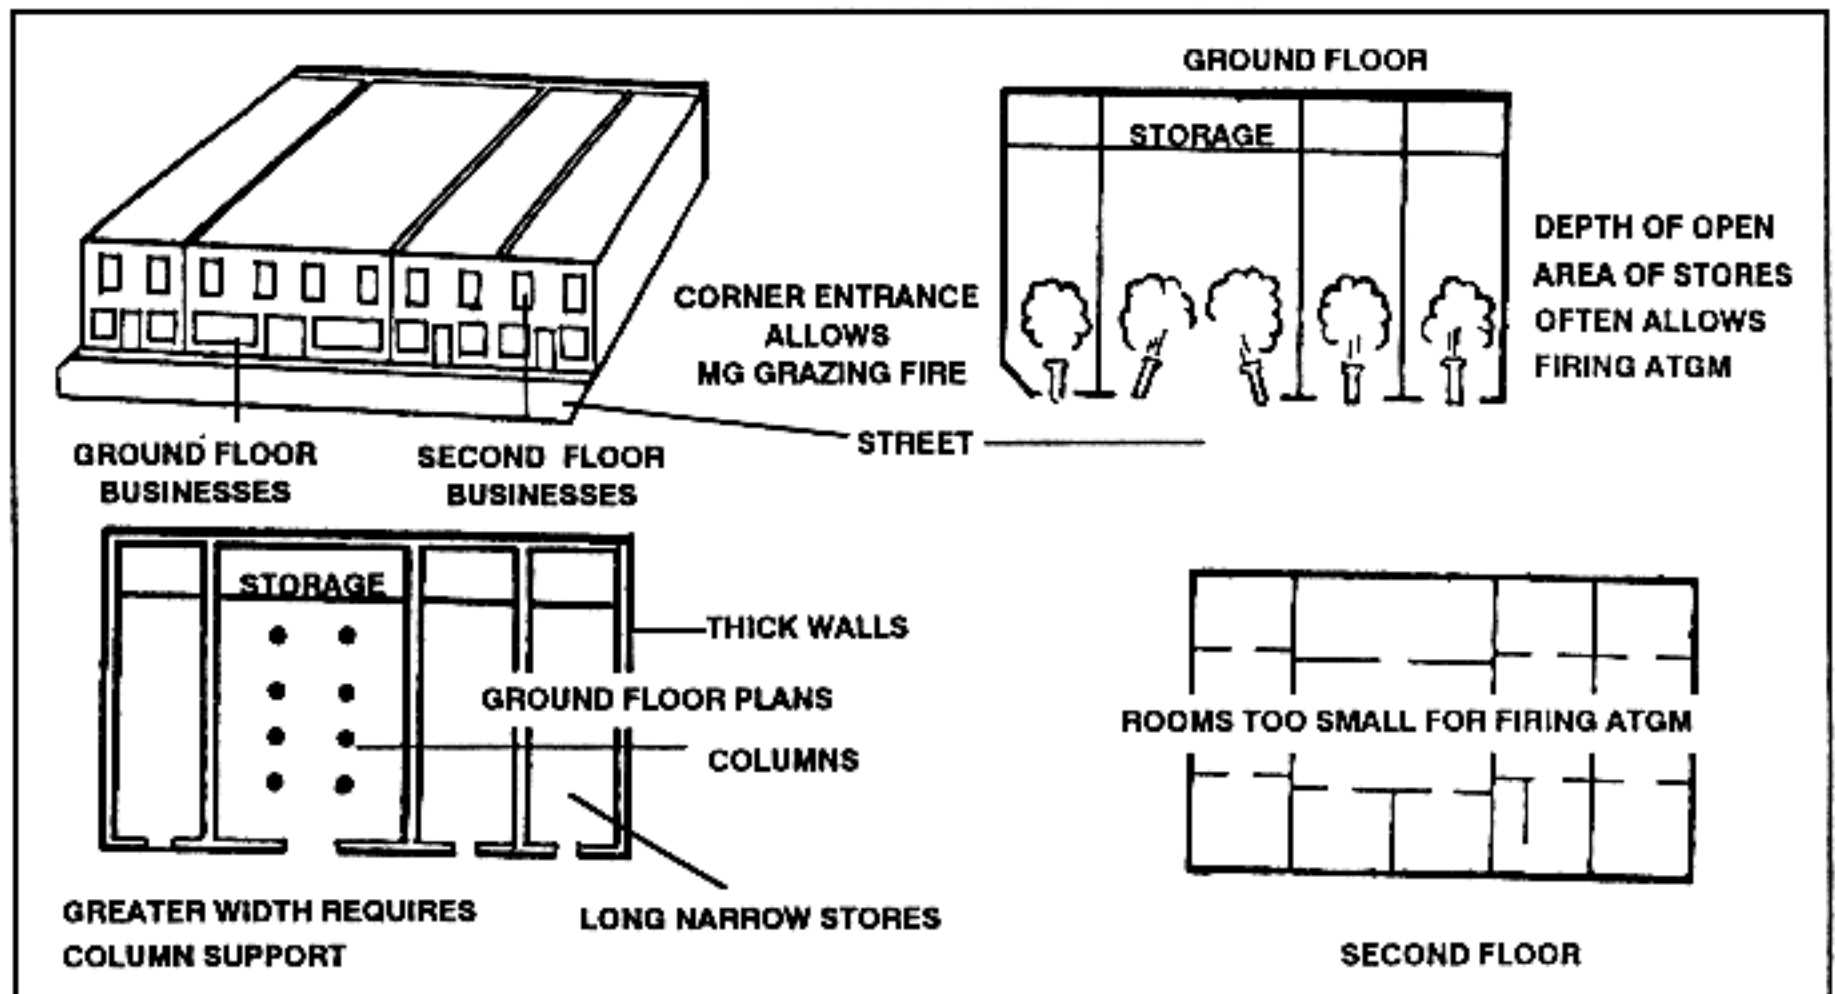 GROUND FLOOR
STORAGE
DEPTH OF OPEN
AREA OF STORES
OFTEN ALLOWS
FIRING ATGM
CORNER ENTRANCE
ALLOWS
MG GRAZING FIRE
STREET
GROUND FLOOR
BUSINESSES
SECOND FLOOR
BUSINESSES
STORAGE
THICK WALLS
GROUND FLOOR PLANS
COLUMNS
GREATER WIDTH REQUIRES
COLUMN SUPPORT
LONG NARROW STORES
ROOMS TOO SMALL FOR FIRING ATGM
SECOND FLOOR